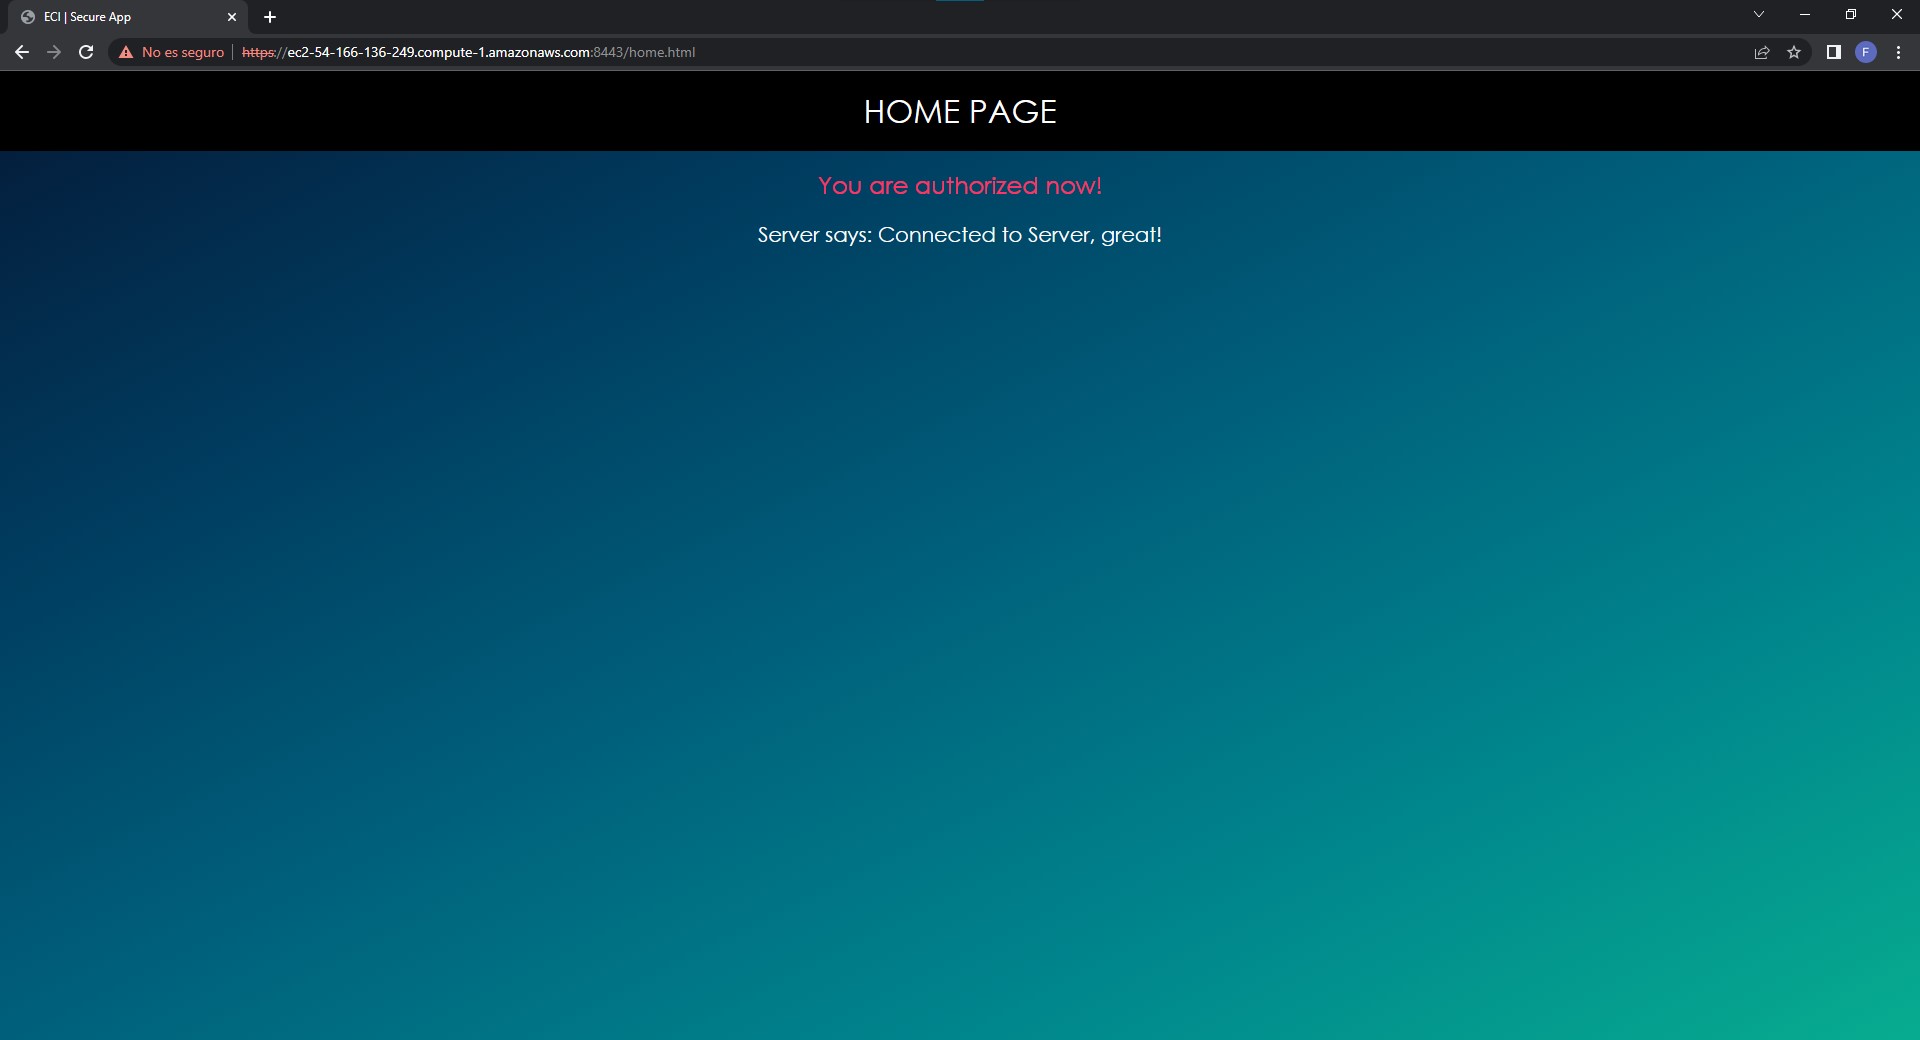 ECI | Secure App
No es seguro | https://ec2-54-166-136-249.compute-1.amazonaws.com:8443/home.html
F
HOME PAGE
You are authorized now!
Server says: Connected to Server, great!